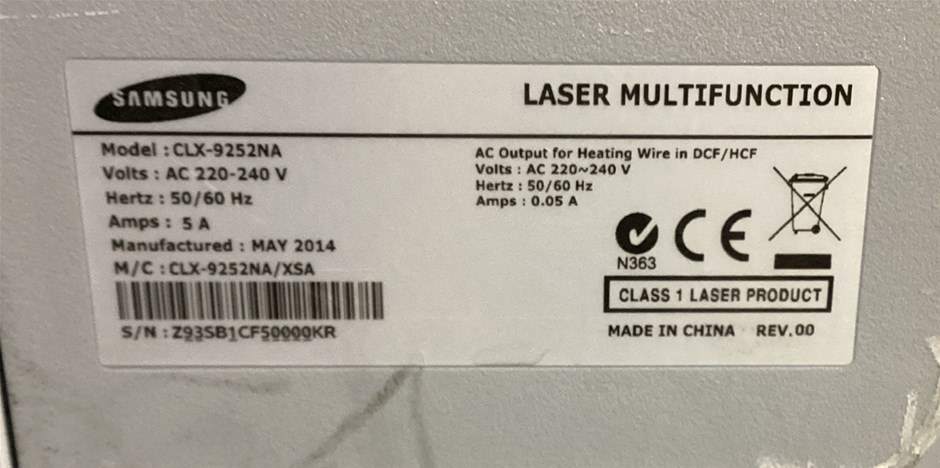 SAMSUNG
LASER MULTIFUNCTION
Model : CLX-9252NA
Volts : AC 220-240 V
Hertz : 50/60 Hz
Amps : 5 A
Manufactured : MAY 2014
M/C : CLX-9252NA/XSA
S/N : Z93SB1CF50000KR
AC Output for Heating Wire in DCF/HCF
Volts : AC 220~240 V
Hertz : 50/60 Hz
Amps : 0.05 A
CE
N363
CLASS 1 LASER PRODUCT
MADE IN CHINA REV.00